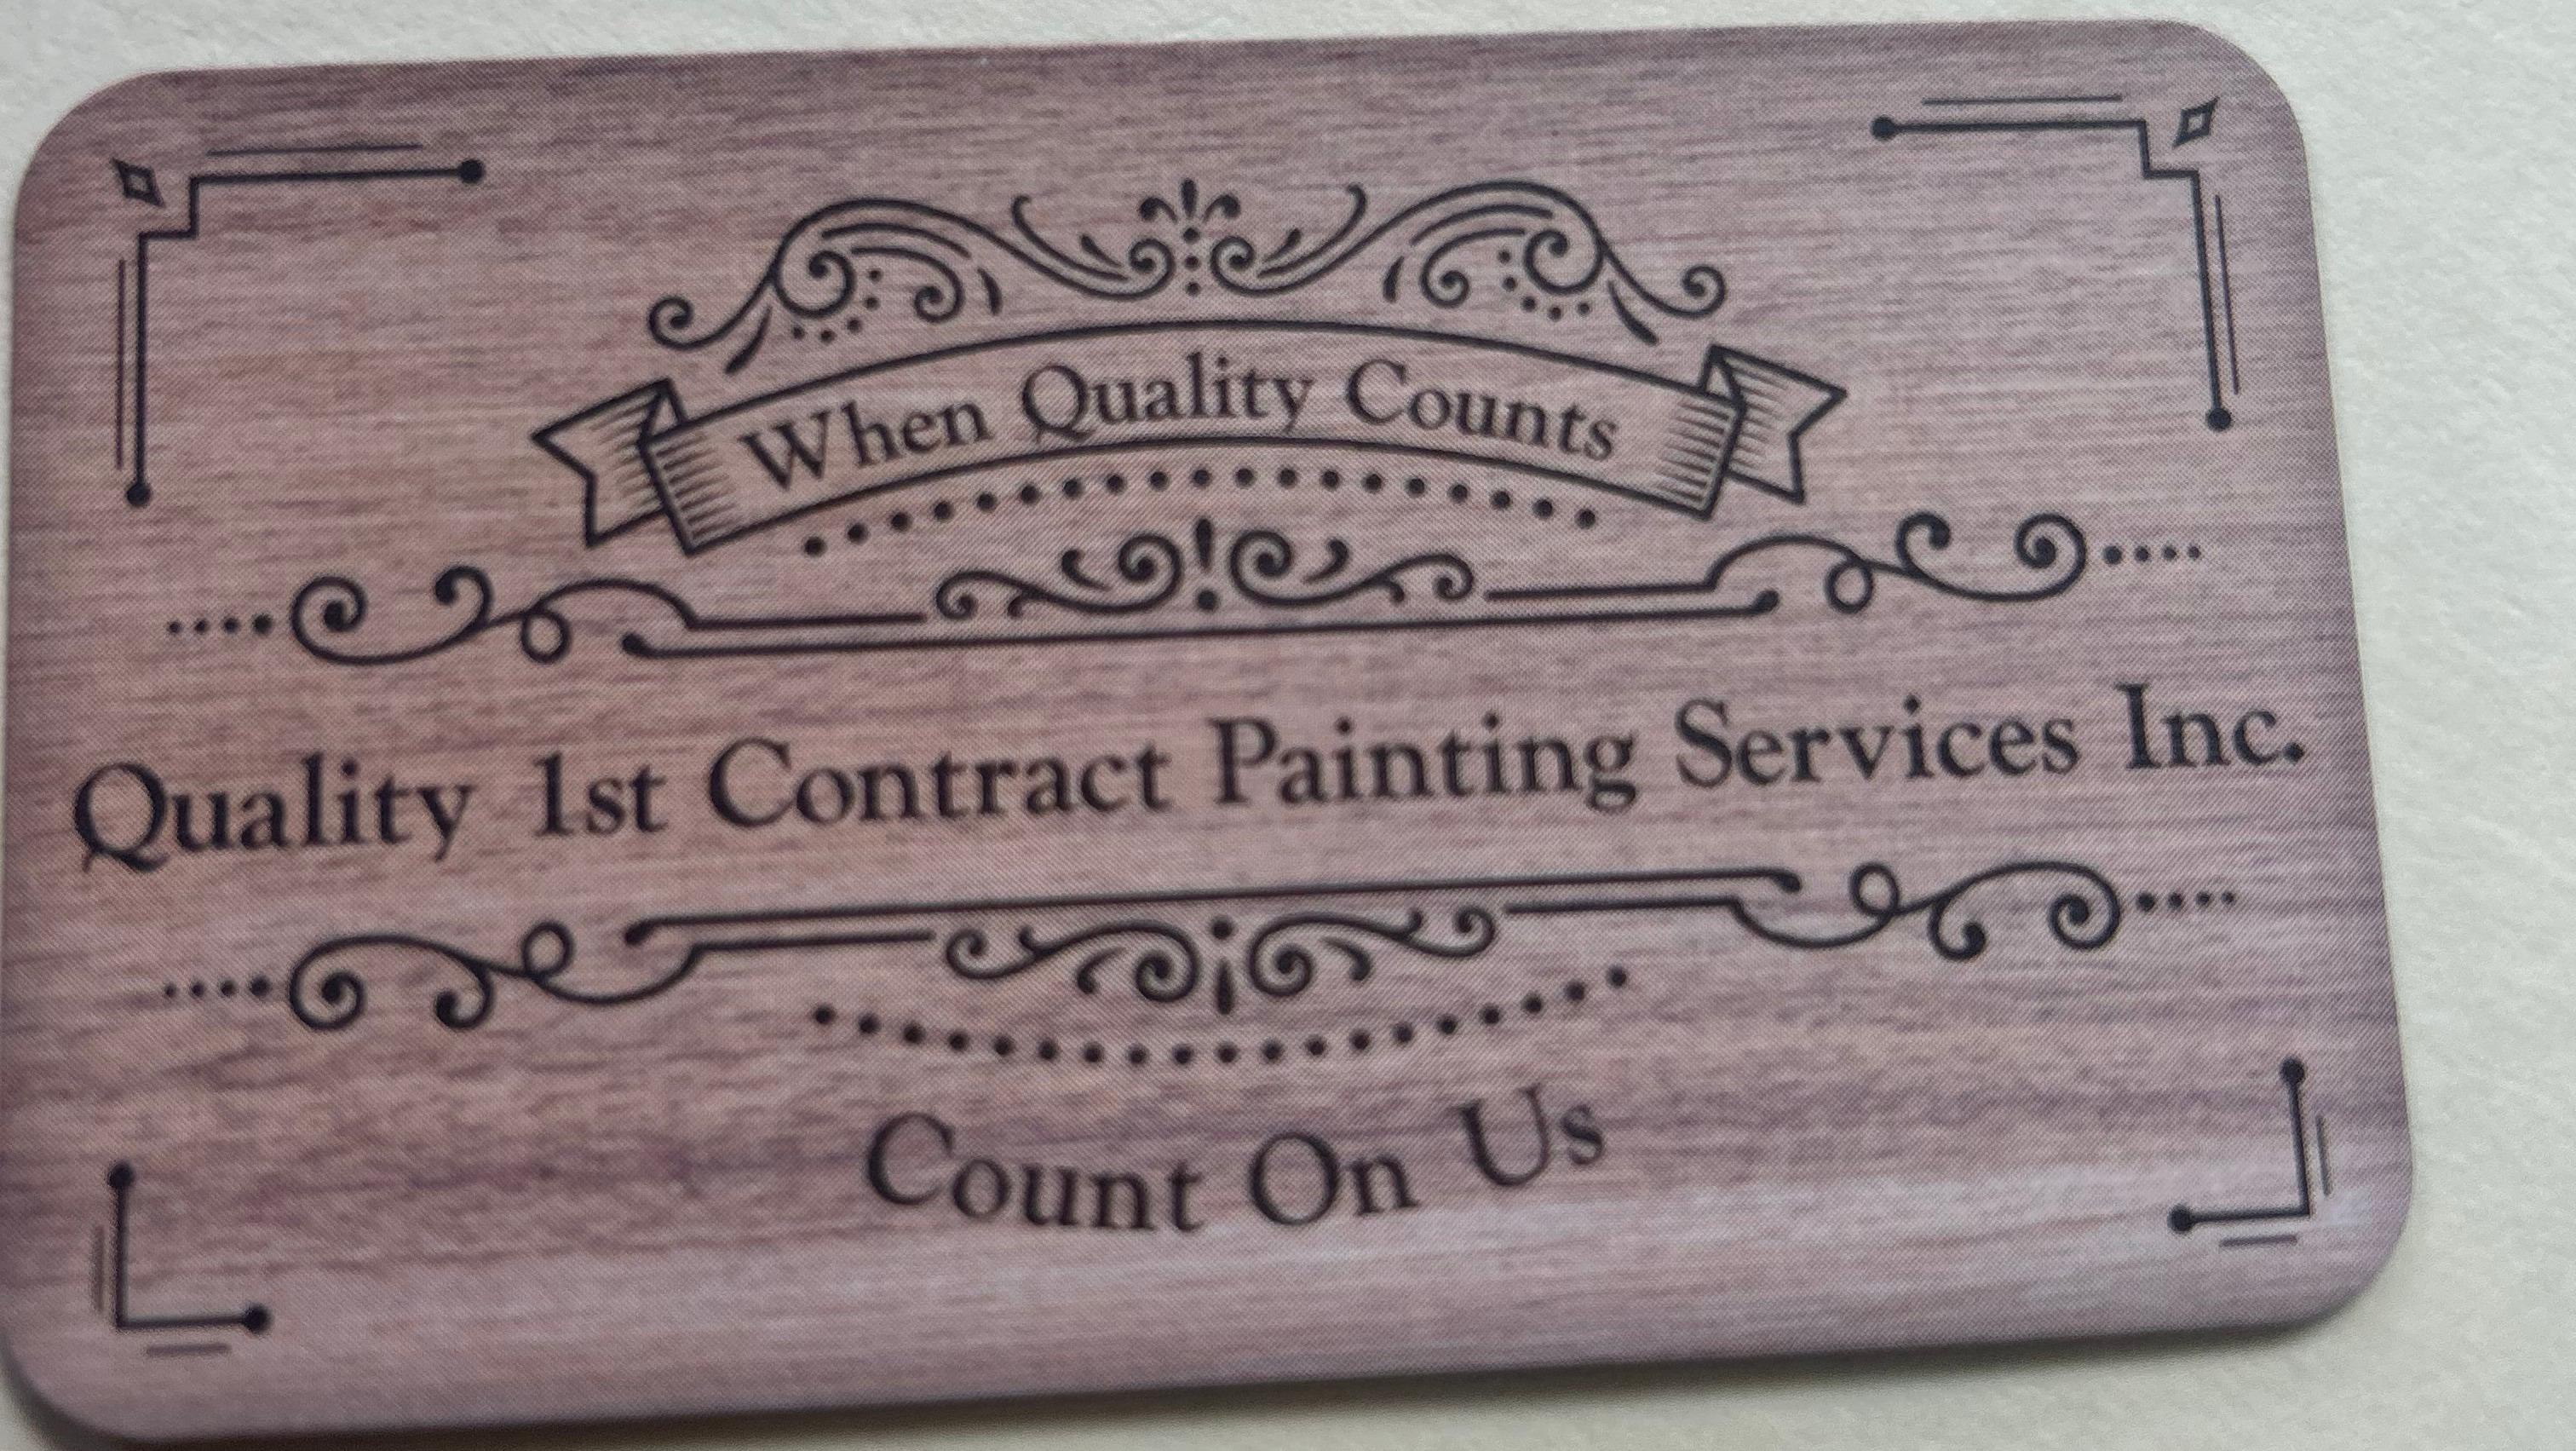 When Quality Counts
Quality 1st Contract Painting Services Inc.
Count On Us